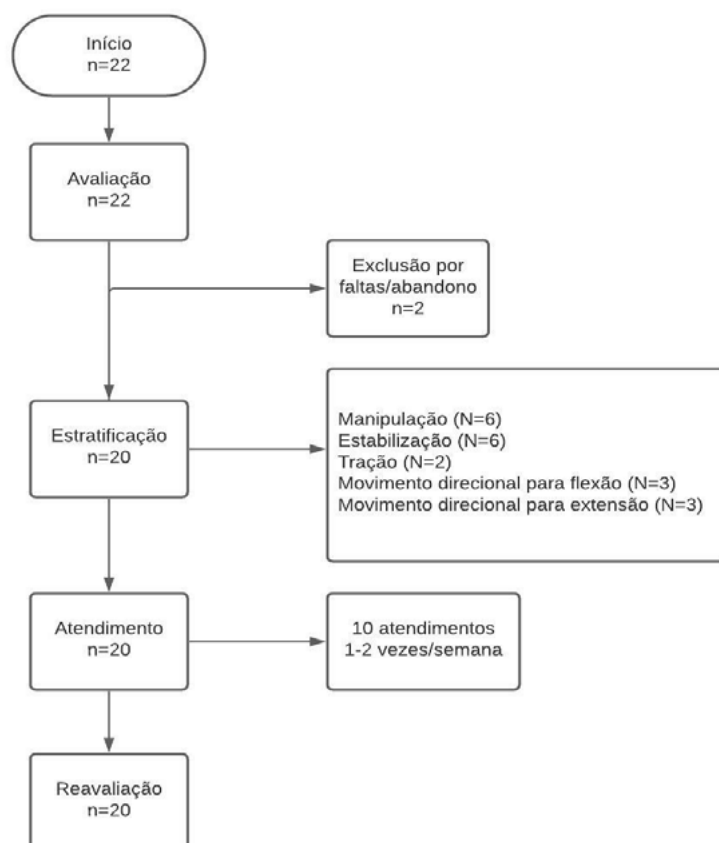 Início
n=22
Avaliação
n=22
Exclusão por
faltas/abandono
n=2
Estratificação
n=20
Manipulação (N=6)
Estabilização (N=6)
Tração (N=2)
Movimento direcional para flexão (N=3)
Movimento direcional para extensão (N=3)
Atendimento
n=20
10 atendimentos
1-2 vezes/semana
Reavaliação
n=20